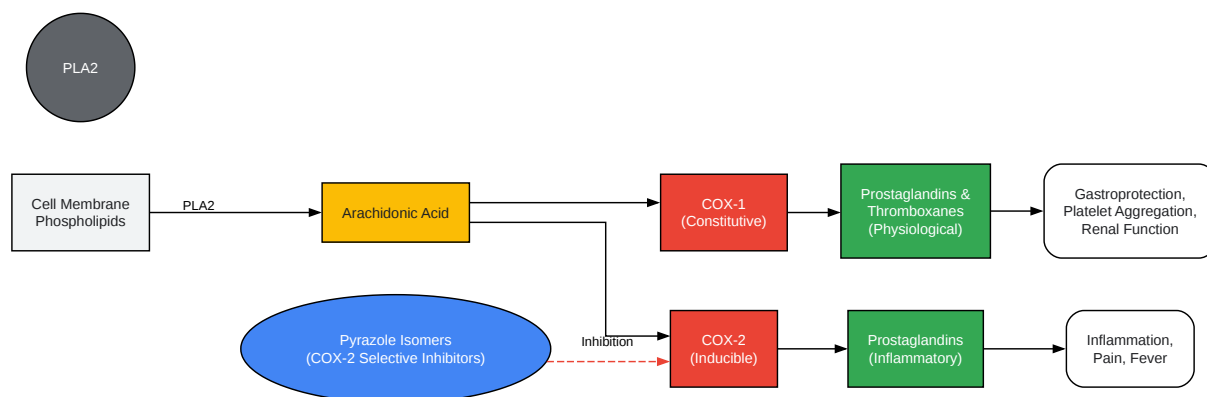 PLA2
Cell Membrane
Phospholipids
PLA2
Arachidonic Acid
COX-1
(Constitutive)
Prostaglandins &
Thromboxanes
(Physiological)
Gastroprotection,
Platelet Aggregation,
Renal Function
Pyrazole Isomers
(COX-2 Selective Inhibitors)
Inhibition
COX-2
(Inducible)
Prostaglandins
(Inflammatory)
Inflammation,
Pain, Fever